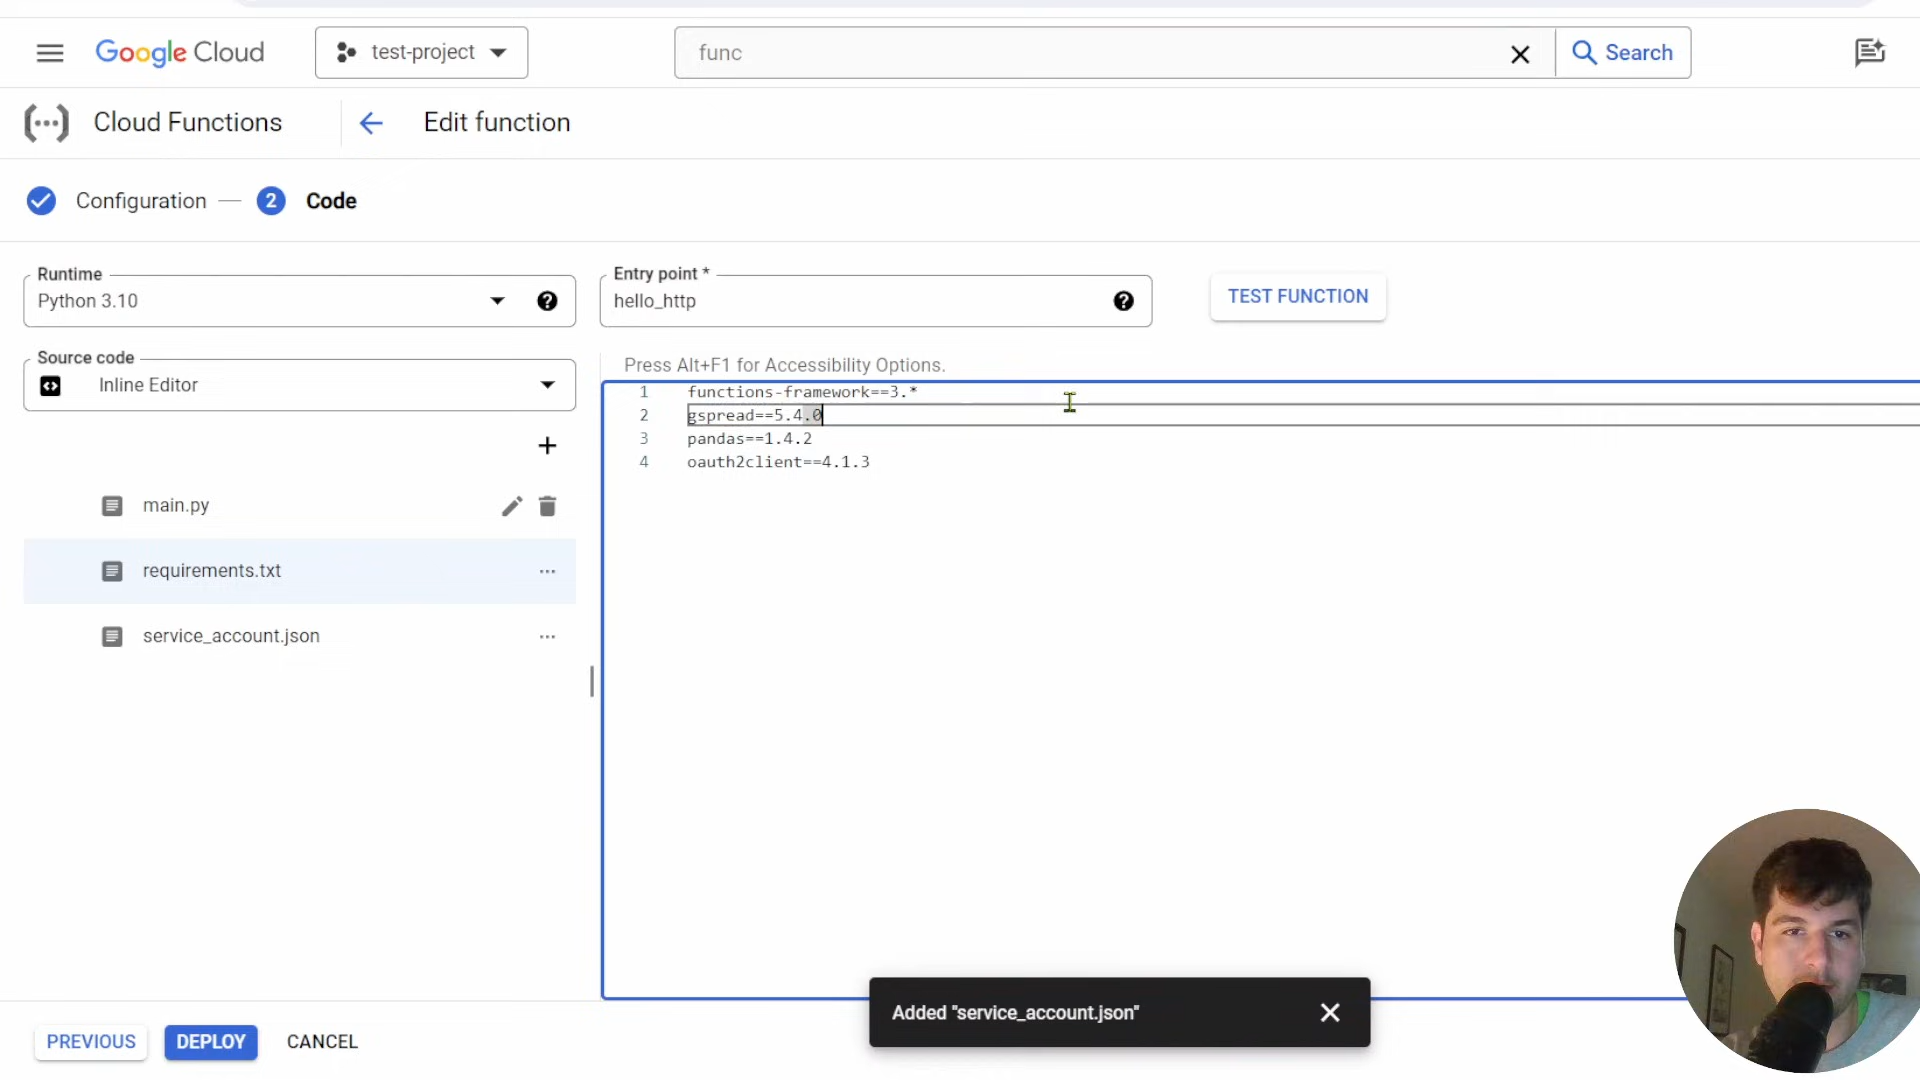 Google Cloud
test-project
func
Search
Cloud Functions
Edit function
Configuration
2
Code
Runtime
Python 3.10
Entry point *
hello_http
TEST FUNCTION
Source code
Inline Editor
Press Alt+F1 for Accessibility Options.
1 functions-framework==3.*
2 gspread==5.4.0
3 pandas==1.4.2
4 oauth2client==4.1.3
main.py
requirements.txt
service_account.json
Added "service_account.json"
PREVIOUS
DEPLOY
CANCEL